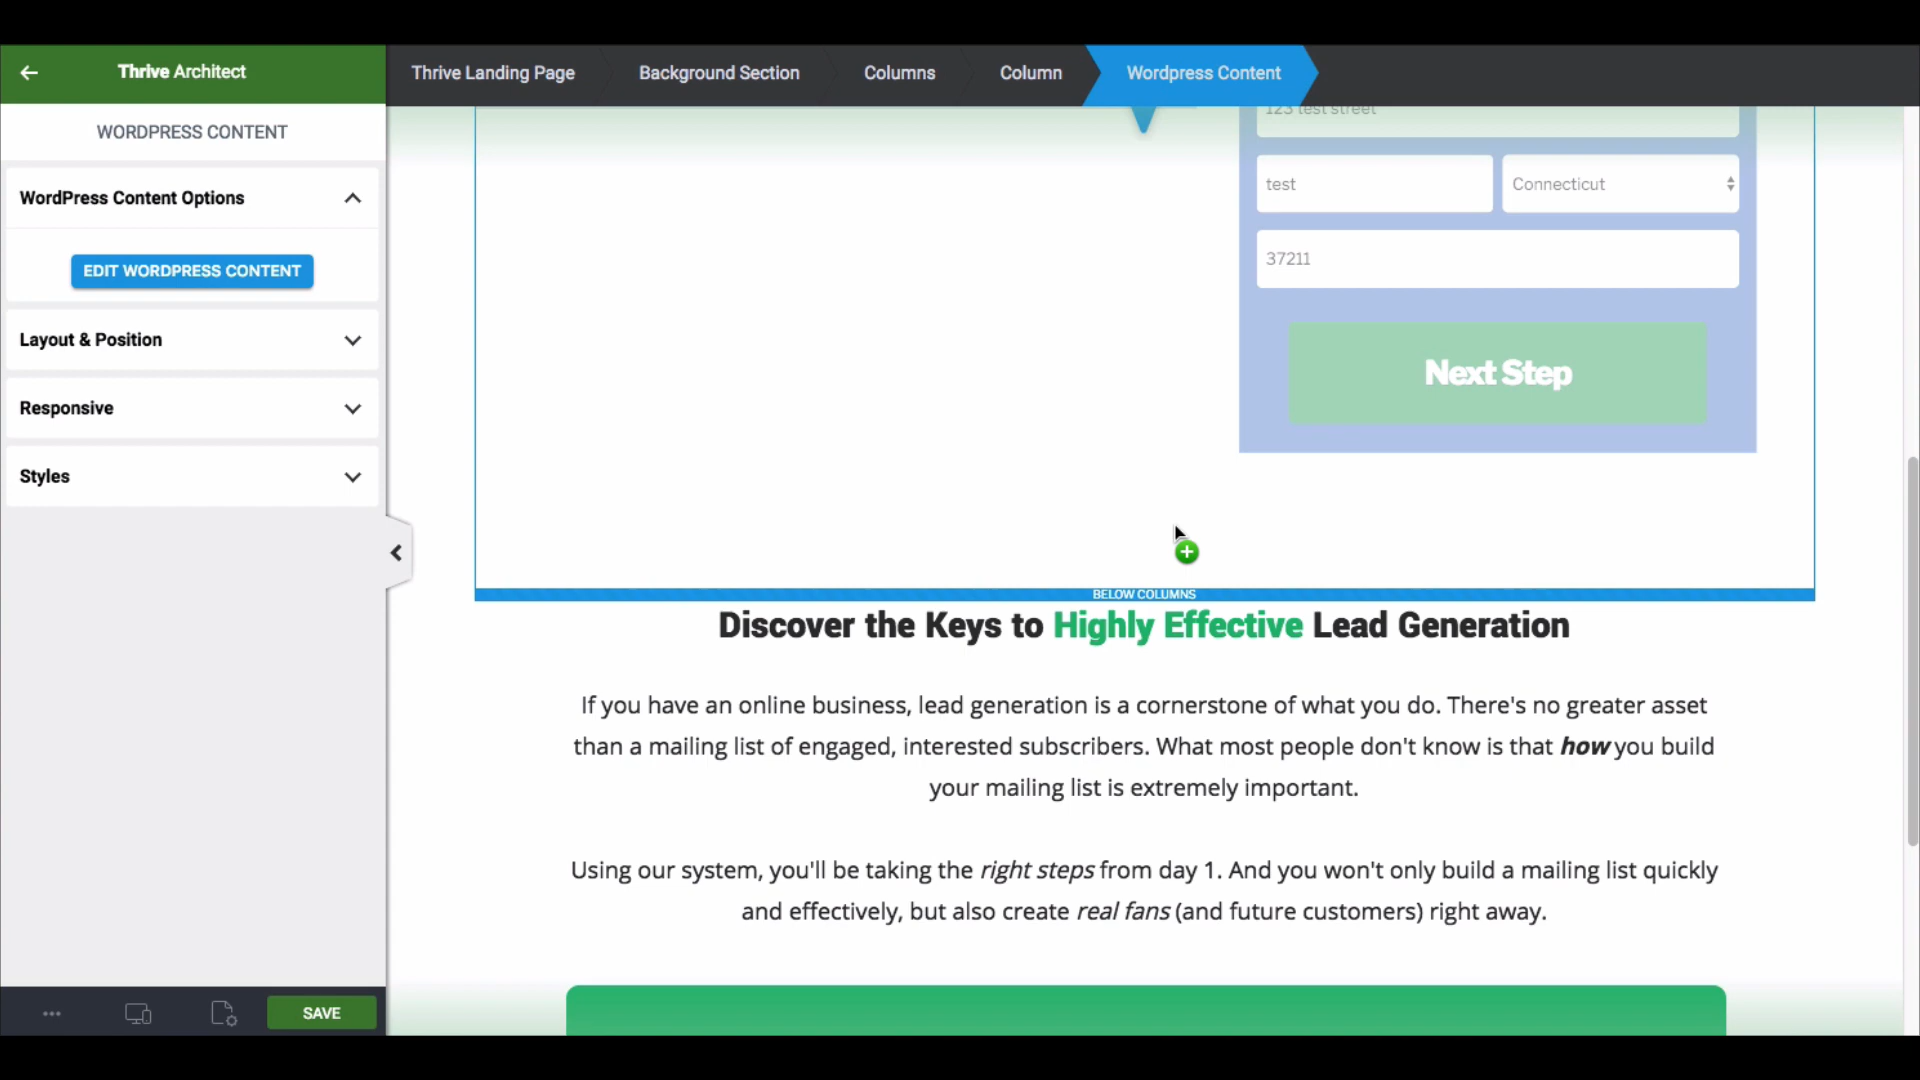 Thrive Architect
Thrive Landing Page
Background Section
Columns
Column
Wordpress Content
WORDPRESS CONTENT
WordPress Content Options
EDIT WORDPRESS CONTENT
Layout & Position
Responsive
Styles
SAVE
123 test street
test
Connecticut
37211
Next Step
BELOW COLUMNS
Discover the Keys to Highly Effective Lead Generation
If you have an online business, lead generation is a cornerstone of what you do. There's no greater asset
than a mailing list of engaged, interested subscribers. What most people don't know is that how you build
your mailing list is extremely important.
Using our system, you'll be taking the right steps from day 1. And you won't only build a mailing list quickly
and effectively, but also create real fans (and future customers) right away.